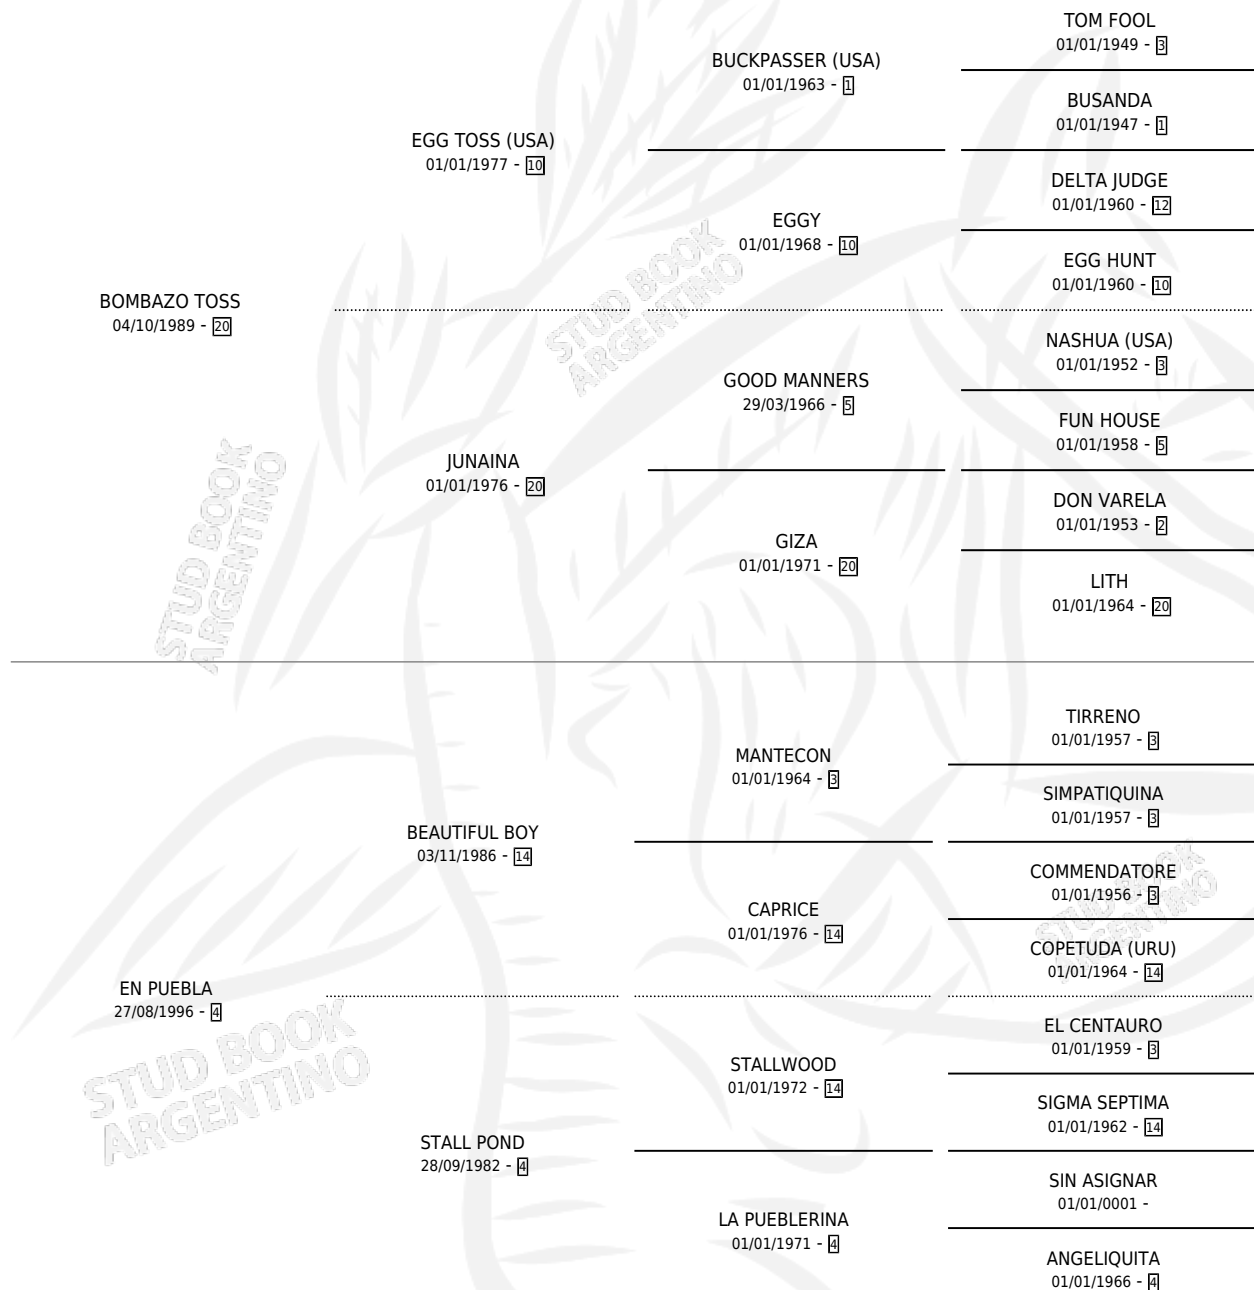 TOM FOOL
01/01/1949 - 3
BUCKPASSER (USA)
01/01/1963 - 1
BUSANDA
01/01/1947 - 1
EGG TOSS (USA)
01/01/1977 - 10
DELTA JUDGE
01/01/1960 - 12
EGGY
01/01/1968 - 10
EGG HUNT
01/01/1960 - 10
STUD BOOK
ARGENTINO
BOMBAZO TOSS
04/10/1989 - 20
NASHUA (USA)
01/01/1952 - 3
GOOD MANNERS
29/03/1966 - 5
FUN HOUSE
01/01/1958 - 5
JUNAINA
01/01/1976 - 20
DON VARELA
01/01/1953 - 2
GIZA
01/01/1971 - 20
LITH
01/01/1964 - 20
STUD BOOK
ARGENTINO
TIRRENO
01/01/1957 - 3
MANTECON
01/01/1964 - 3
SIMPATIQUINA
01/01/1957 - 3
BEAUTIFUL BOY
03/11/1986 - 14
COMMENDATORE
01/01/1956 - 3
CAPRICE
01/01/1976 - 14
COPETUDA (URU)
01/01/1964 - 14
STUD BOOK
ARGENTINO
EN PUEBLA
27/08/1996 - 4
EL CENTAURO
01/01/1959 - 3
STALLWOOD
01/01/1972 - 14
SIGMA SEPTIMA
01/01/1962 - 14
STUD BOOK
ARGENTINO
STALL POND
28/09/1982 - 4
SIN ASIGNAR
01/01/0001 -
LA PUEBLERINA
01/01/1971 - 4
ANGELIQUITA
01/01/1966 - 4